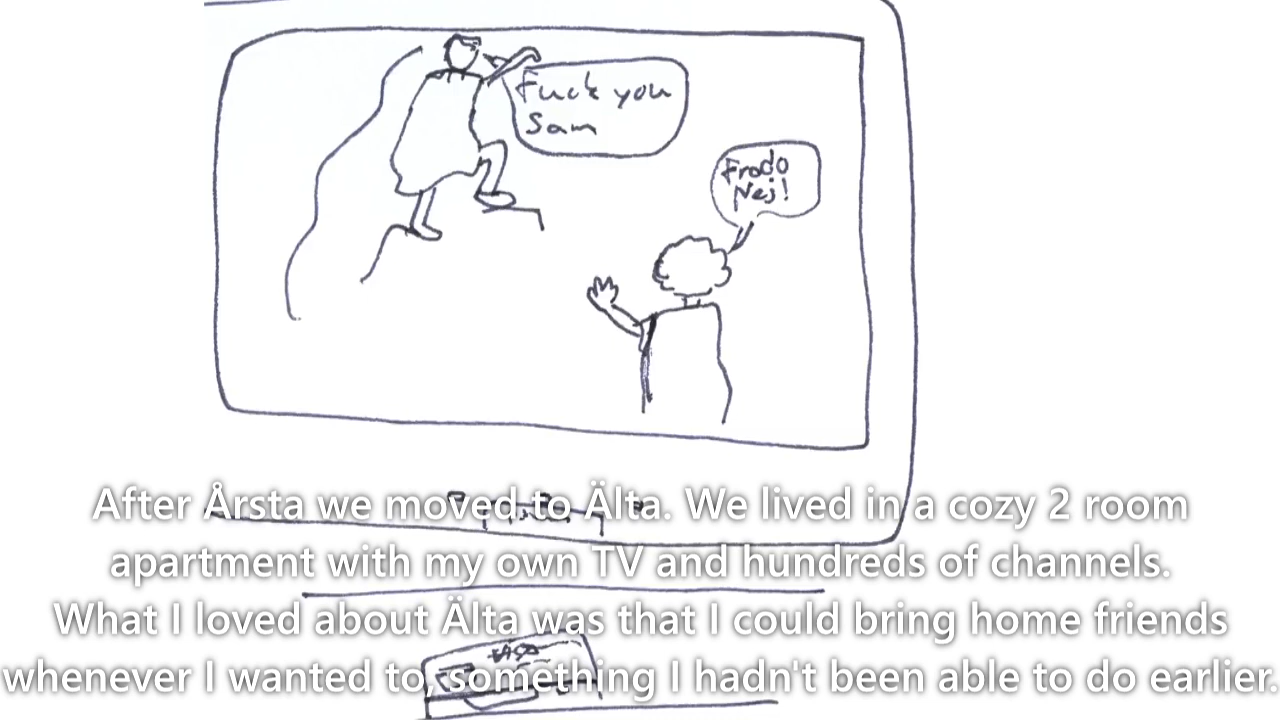 Fuck you
Sam
Frodo
Nej!
After Årsta we moved to Älta. We lived in a cozy 2 room
apartment with my own TV and hundreds of channels.
What I loved about Älta was that I could bring home friends
whenever I wanted to, something I hadn't been able to do earlier.